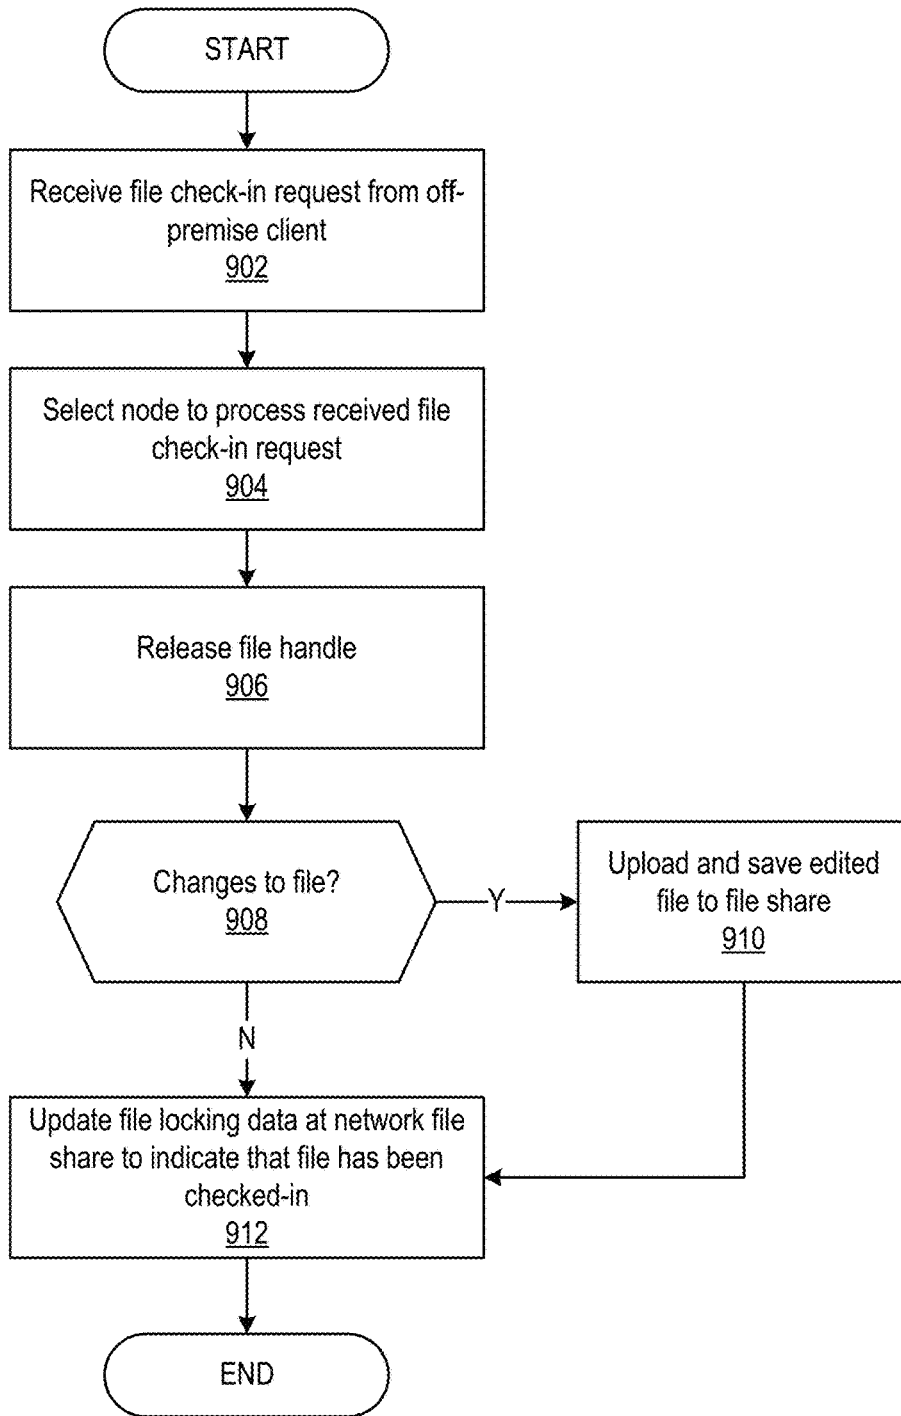 START
Receive file check-in request from off-
premise client
902
Select node to process received file
check-in request
904
Release file handle
906
Changes to file?
908
Y
Upload and save edited
file to file share
910
N
Update file locking data at network file
share to indicate that file has been
checked-in
912
END